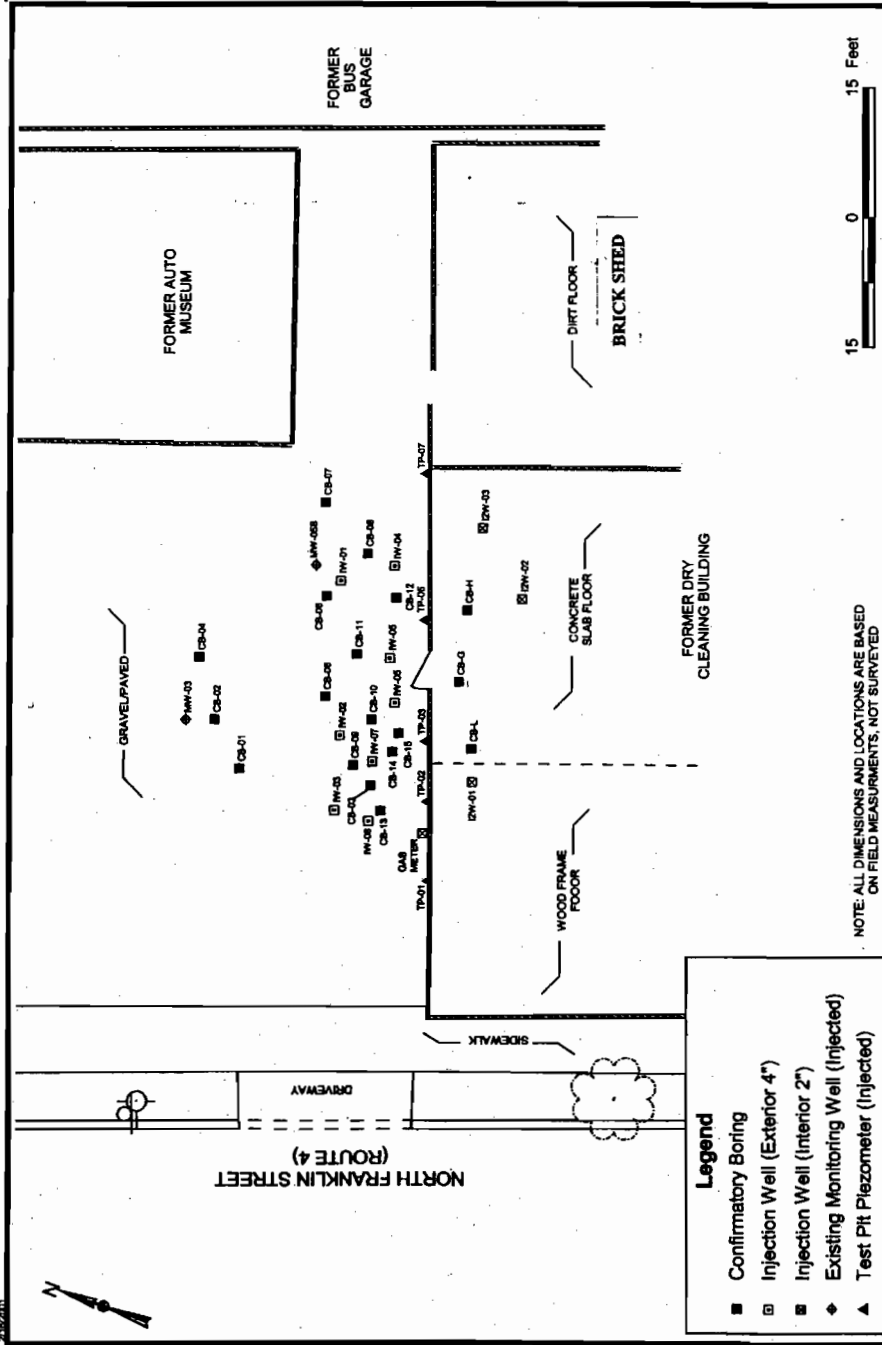 FORMER
BUS
GARAGE
FORMER AUTO
MUSEUM
GRAVEL/PAVED
MW-03
CB-04
CB-02
CB-01
CB-07
MW-05B
IW-01
CB-08
IW-04
CB-06
CB-12
CB-11
IW-05
CB-05
CB-10
IW-05
IW-02
CB-09
IW-07
CB-14
CB-15
IW-03
CB-03
IW-08
CB-13
GAS
METER
TP-01
TP-02
TP-03
TP-05
TP-07
I2W-03
CB-H
I2W-02
CB-G
CB-L
I2W-01
DIRT FLOOR
BRICK SHED
CONCRETE
SLAB FLOOR
FORMER DRY
CLEANING BUILDING
WOOD FRAME
FOOOR
SIDEWALK
DRIVEWAY
NORTH FRANKLIN STREET
(ROUTE 4)
N
15 0 15 Feet
NOTE: ALL DIMENSIONS AND LOCATIONS ARE BASED
ON FIELD MEASURMENTS, NOT SURVEYED
Legend
Confirmatory Boring
Injection Well (Exterior 4")
Injection Well (Interior 2")
Existing Monitoring Well (Injected)
Test Pit Piezometer (Injected)